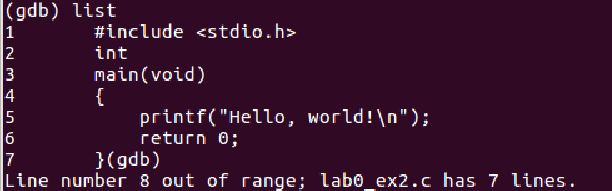 (gdb) list
1       #include <stdio.h>
2       int
3       main(void)
4       {
5           printf("Hello, world!\n");
6           return 0;
7       }(gdb)
Line number 8 out of range; lab0_ex2.c has 7 lines.